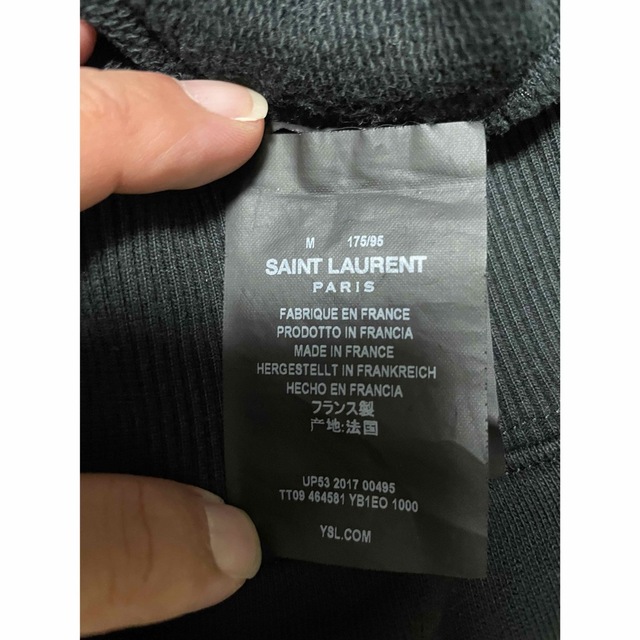 M 175/95
SAINT LAURENT
PARIS
FABRIQUE EN FRANCE
PRODOTTO IN FRANCIA
MADE IN FRANCE
HERGESTELLT IN FRANKREICH
HECHO EN FRANCIA
フランス製
产地:法国
UP53 2017 00495
TT09 464581 YB1EO 1000
YSL.COM